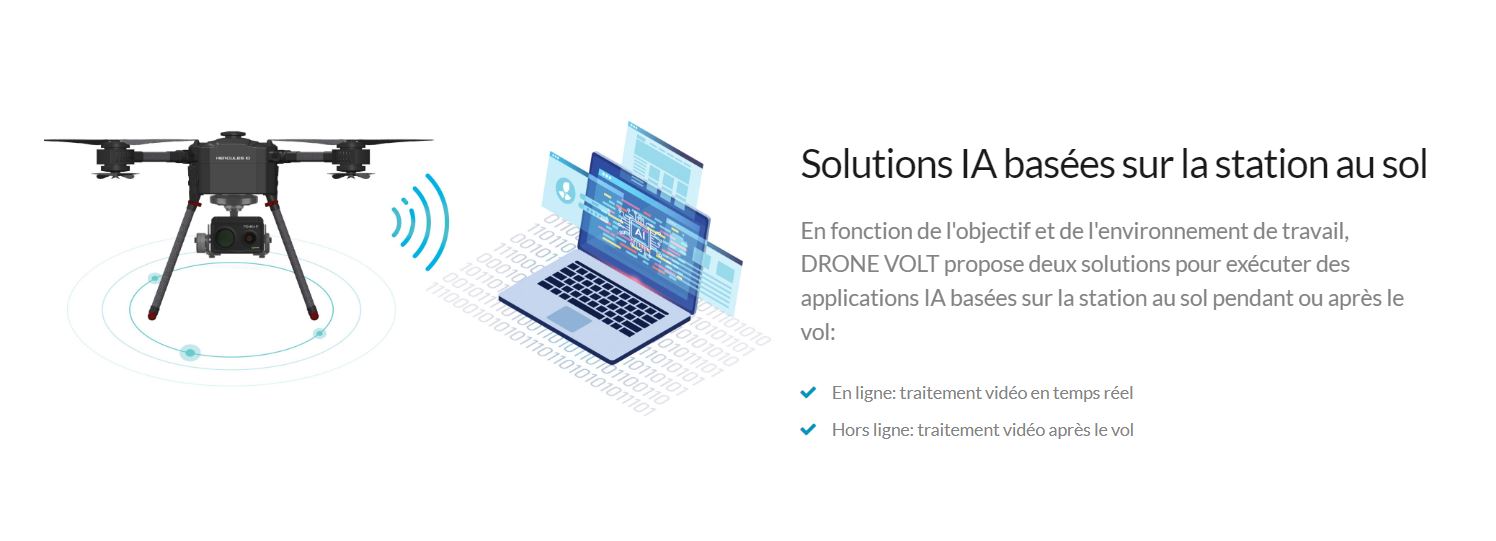 HERCULES
AI
Solutions IA basées sur la station au sol
En fonction de l'objectif et de l'environnement de travail,
DRONE VOLT propose deux solutions pour exécuter des
applications IA basées sur la station au sol pendant ou après le
vol:
En ligne: traitement vidéo en temps réel
Hors ligne: traitement vidéo après le vol